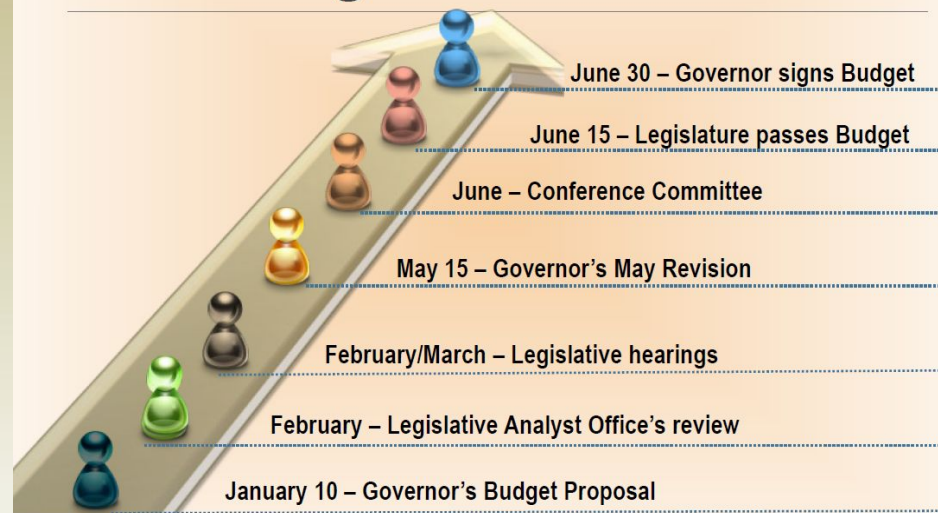 June 30 – Governor signs Budget
June 15 – Legislature passes Budget
June – Conference Committee
May 15 – Governor's May Revision
February/March – Legislative hearings
February – Legislative Analyst Office's review
January 10 – Governor's Budget Proposal